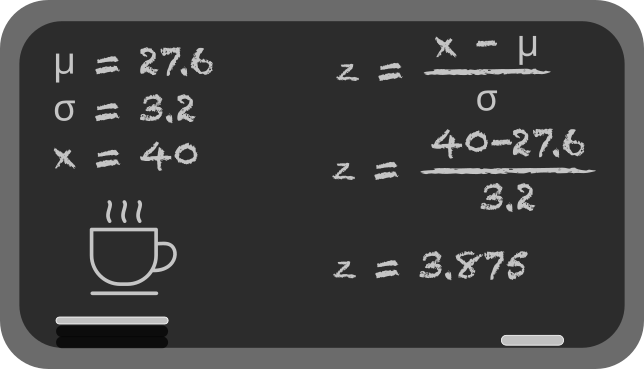 μ = 27.6
σ = 3.2
x = 40
z = x - μ
σ
z = 40-27.6
3.2
z = 3.875